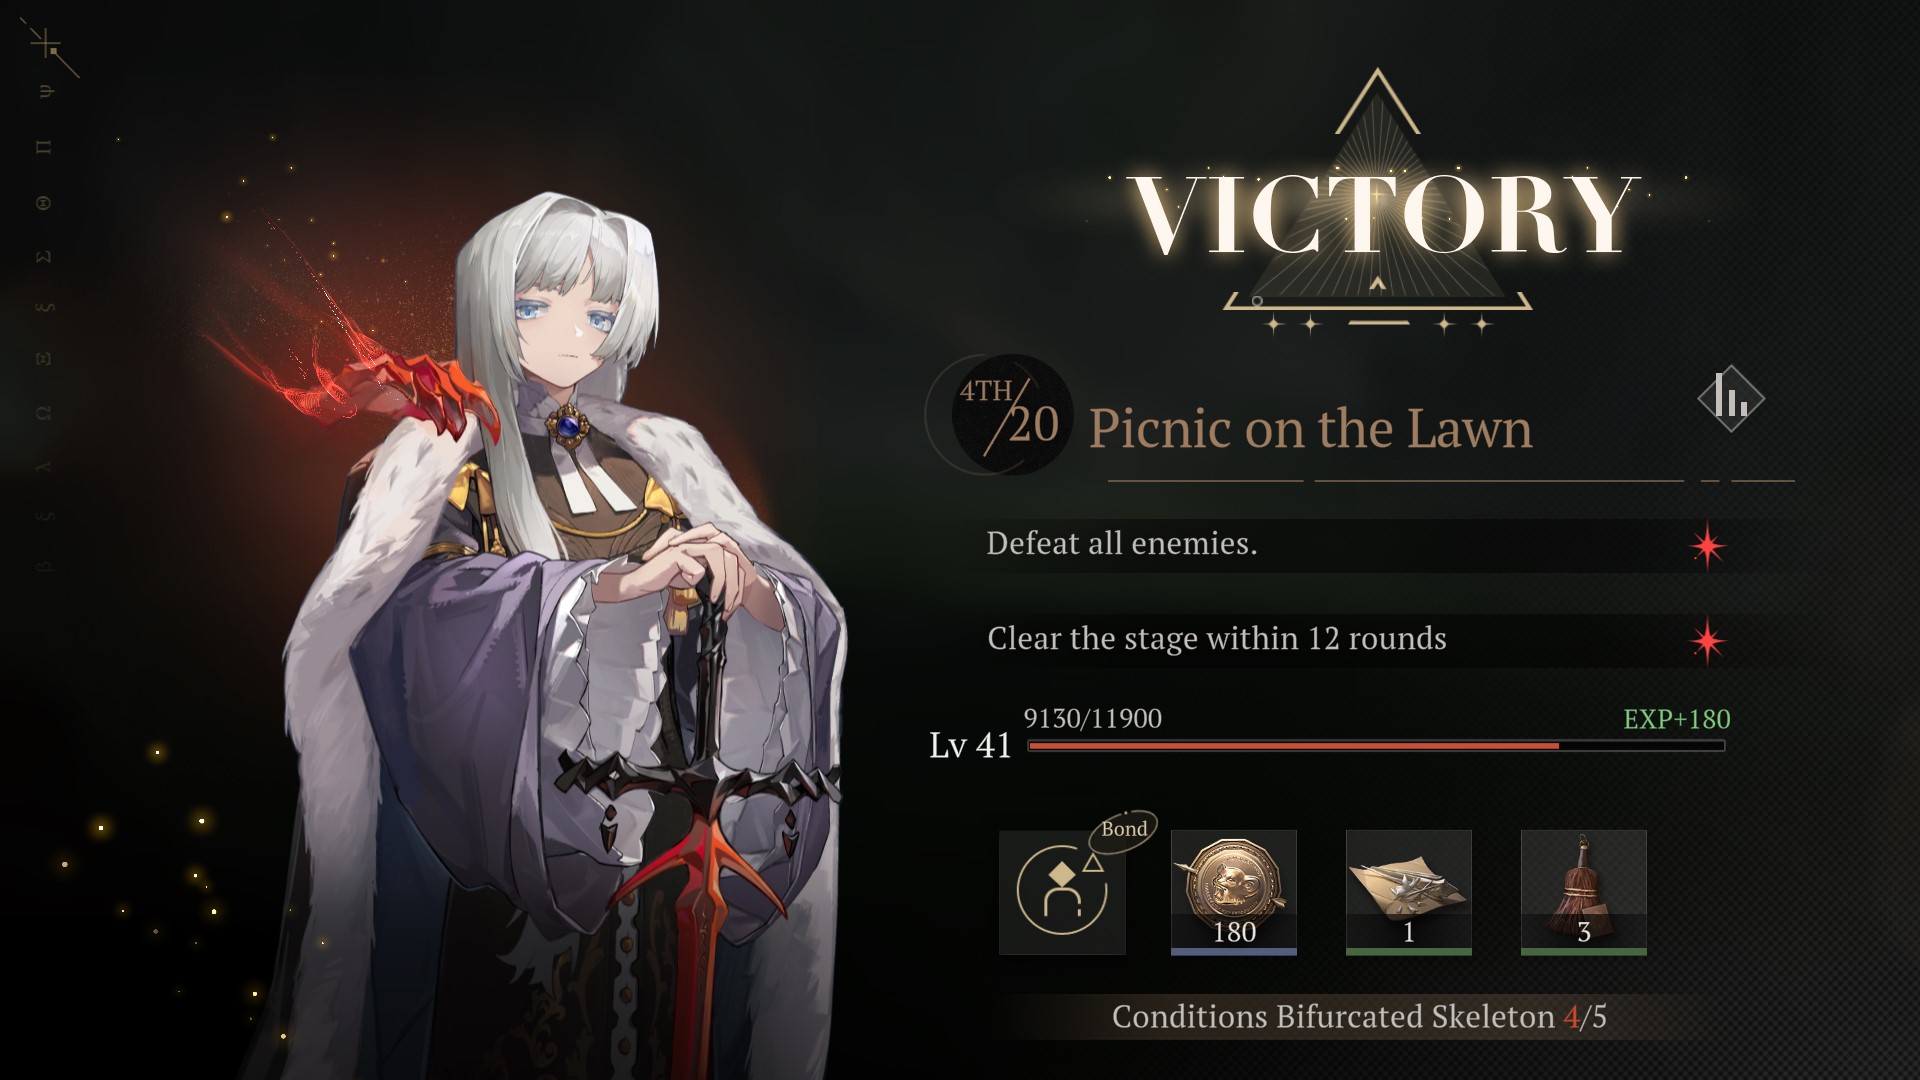 ψ
Π
Θ
Σ
ξ
Ξ
Ω
λ
ξ
β
VICTORY
4TH/20
Picnic on the Lawn
Defeat all enemies.
Clear the stage within 12 rounds
9130/11900
EXP+180
Lv 41
Bond
180
1
3
Conditions Bifurcated Skeleton 4/5